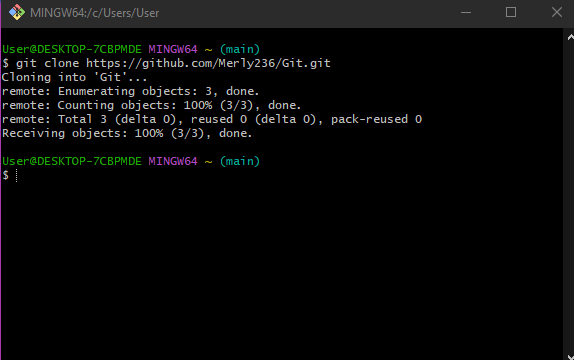 MINGW64:/c/Users/User
User@DESKTOP-7CBPMDE MINGW64 ~ (main)
$ git clone https://github.com/Merly236/Git.git
Cloning into 'Git'...
remote: Enumerating objects: 3, done.
remote: Counting objects: 100% (3/3), done.
remote: Total 3 (delta 0), reused 0 (delta 0), pack-reused 0
Receiving objects: 100% (3/3), done.
User@DESKTOP-7CBPMDE MINGW64 ~ (main)
$